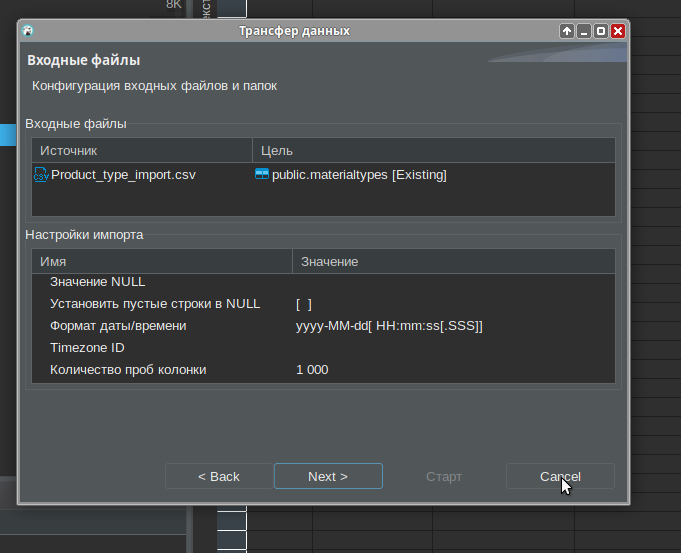 8K
Трансфер данных
Входные файлы
Конфигурация входных файлов и папок
Входные файлы
Источник Цель
CSV Product_type_import.csv public.materialtypes [Existing]
Настройки импорта
Имя Значение
Значение NULL
Установить пустые строки в NULL [ ]
Формат даты/времени yyyy-MM-dd[ HH:mm:ss[.SSS]]
Timezone ID
Количество проб колонки 1 000
< Back Next > Старт Cancel